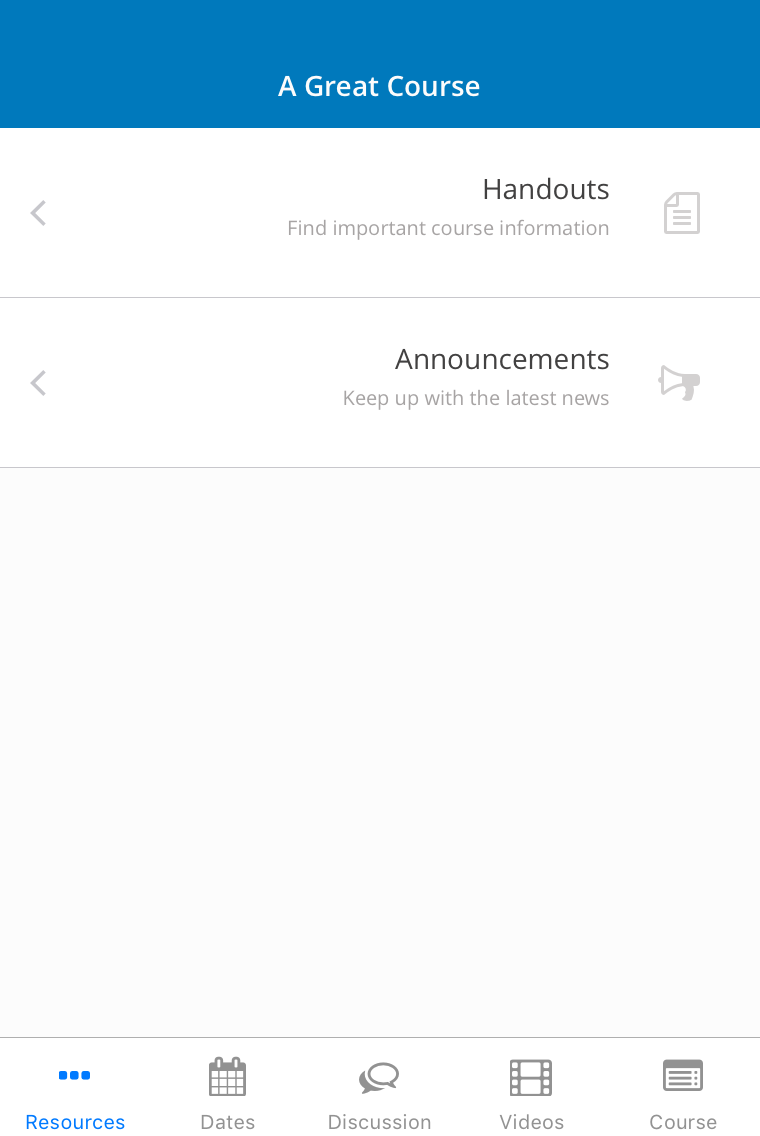 A Great Course
Handouts
Find important course information
Announcements
Keep up with the latest news
Resources
Dates
Discussion
Videos
Course